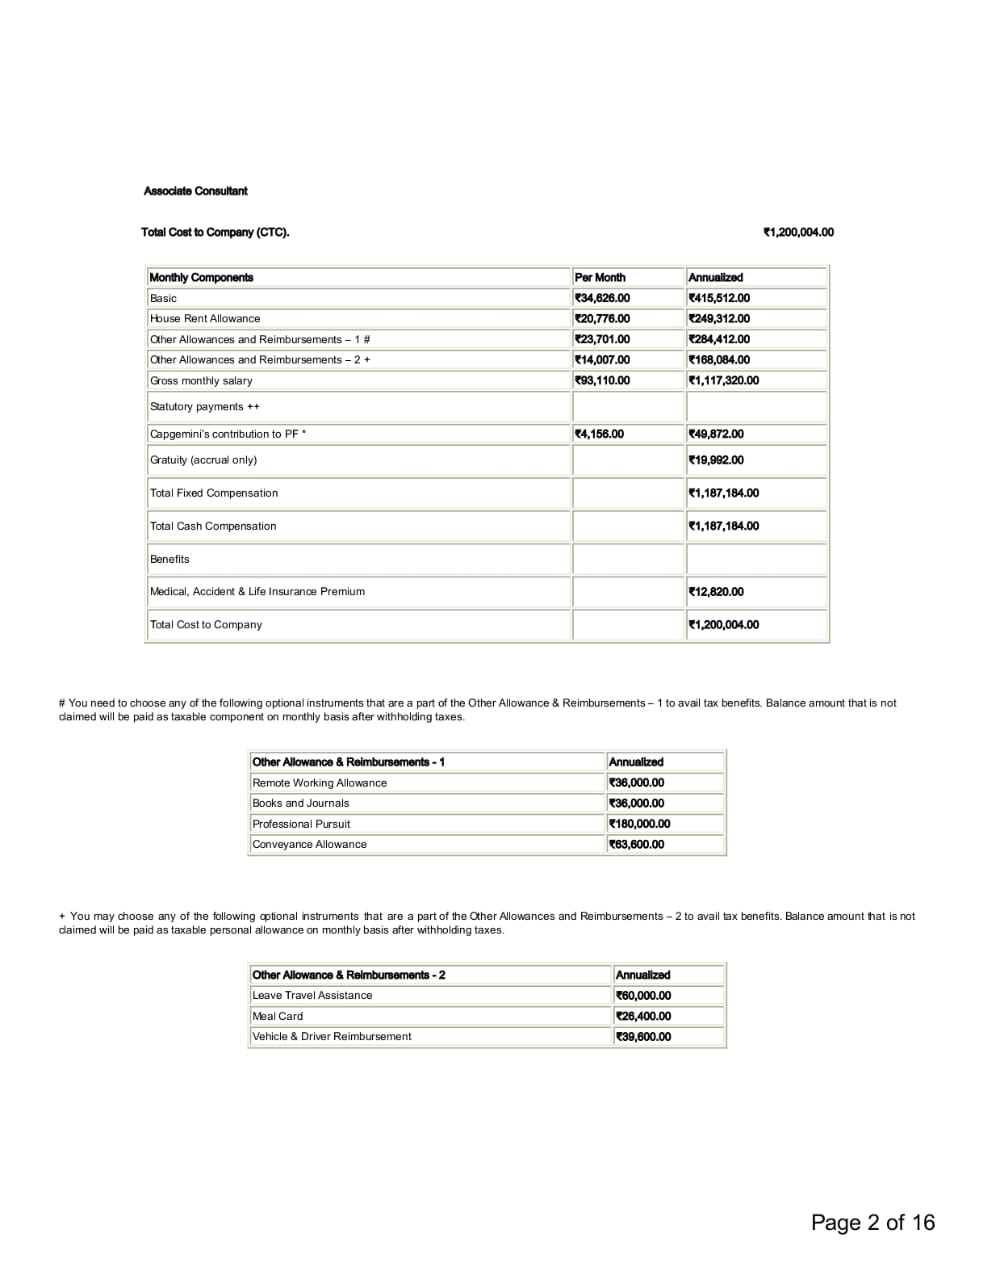 Associate Consultant
Total Cost to Company (CTC). ₹1,200,004.00
Monthly Components Per Month Annualized
Basic ₹34,626.00 ₹415,512.00
House Rent Allowance ₹20,776.00 ₹249,312.00
Other Allowances and Reimbursements – 1 # ₹23,701.00 ₹284,412.00
Other Allowances and Reimbursements – 2 + ₹14,007.00 ₹168,084.00
Gross monthly salary ₹93,110.00 ₹1,117,320.00
Statutory payments ++
Capgemini's contribution to PF * ₹4,156.00 ₹49,872.00
Gratuity (accrual only) ₹19,992.00
Total Fixed Compensation ₹1,187,184.00
Total Cash Compensation ₹1,187,184.00
Benefits
Medical, Accident & Life Insurance Premium ₹12,820.00
Total Cost to Company ₹1,200,004.00
# You need to choose any of the following optional instruments that are a part of the Other Allowance & Reimbursements – 1 to avail tax benefits. Balance amount that is not
claimed will be paid as taxable component on monthly basis after withholding taxes.
Other Allowance & Reimbursements - 1 Annualized
Remote Working Allowance ₹36,000.00
Books and Journals ₹36,000.00
Professional Pursuit ₹180,000.00
Conveyance Allowance ₹63,600.00
+ You may choose any of the following optional instruments that are a part of the Other Allowances and Reimbursements – 2 to avail tax benefits. Balance amount that is not
claimed will be paid as taxable personal allowance on monthly basis after withholding taxes.
Other Allowance & Reimbursements - 2 Annualized
Leave Travel Assistance ₹60,000.00
Meal Card ₹26,400.00
Vehicle & Driver Reimbursement ₹39,600.00
Page 2 of 16